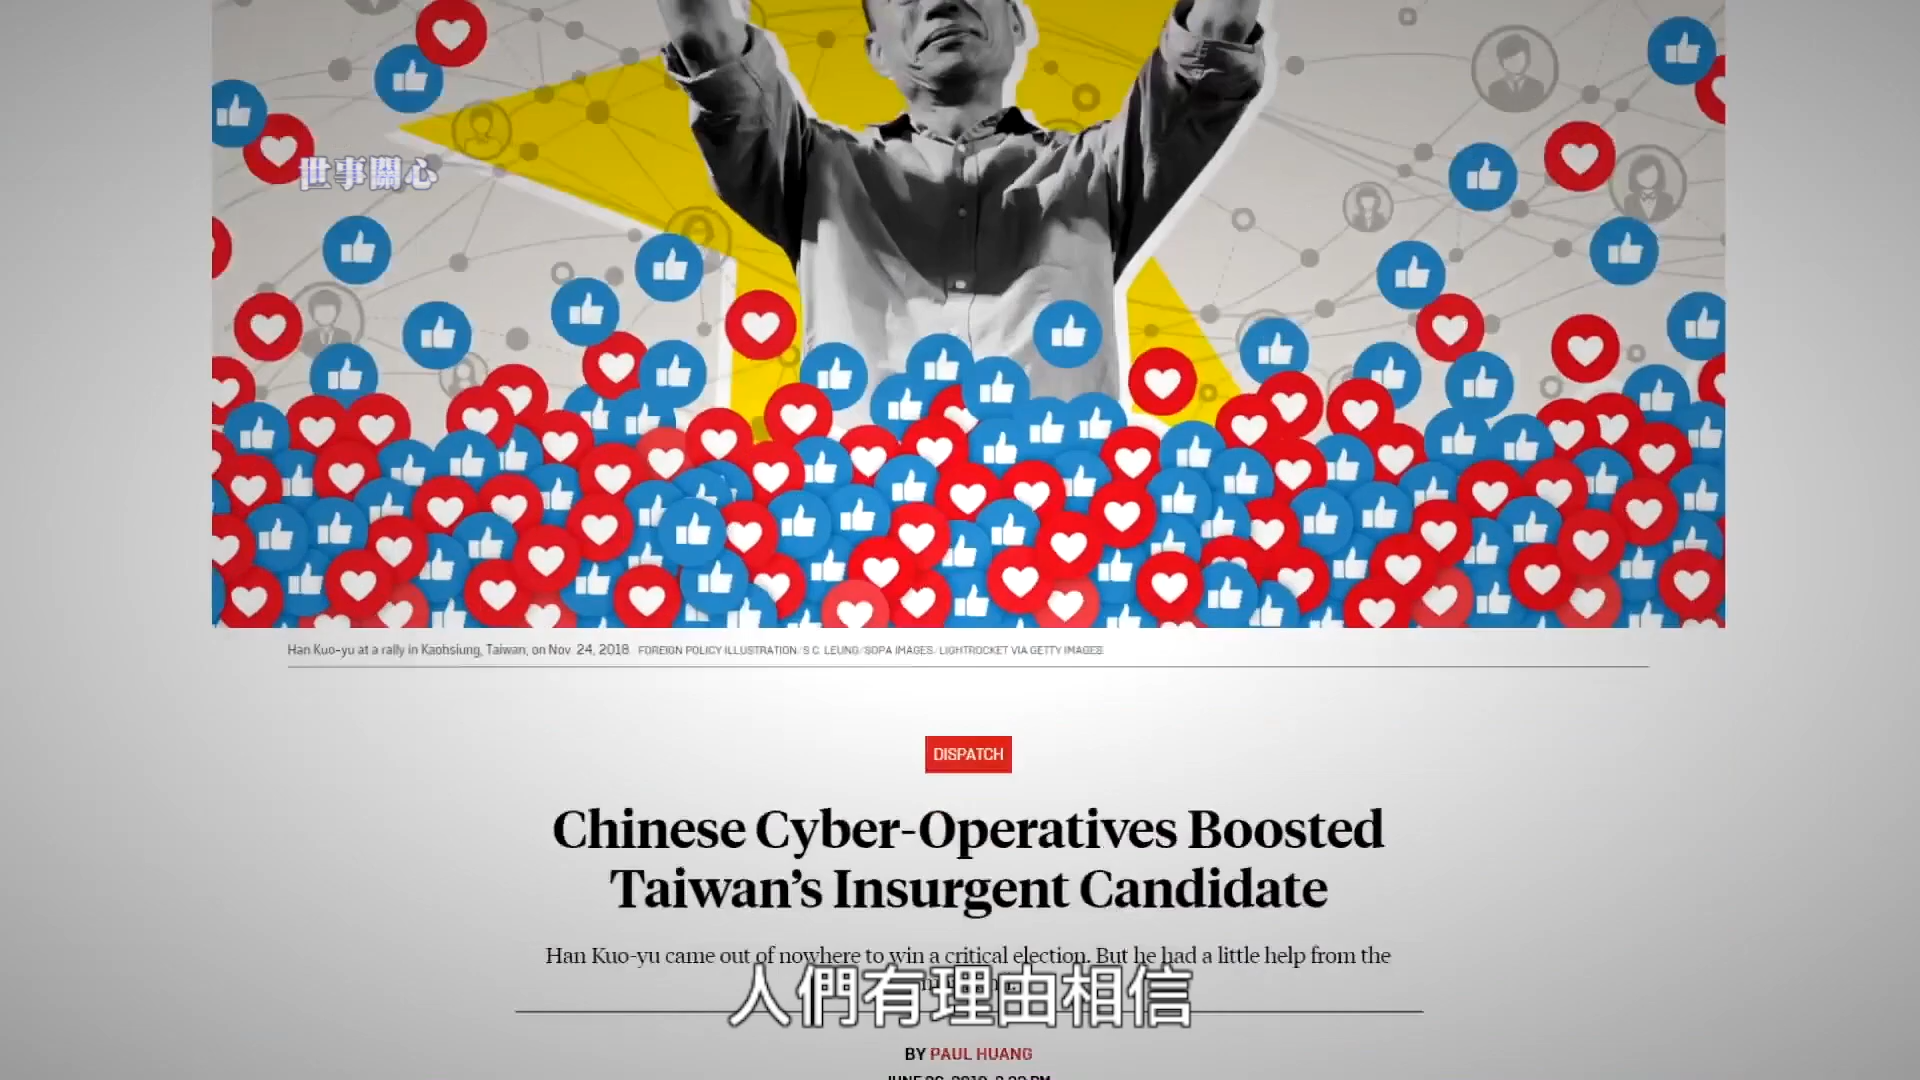 世事關心
Han Kuo-yu at a rally in Kaohsiung, Taiwan, on Nov. 24, 2018. FOREIGN POLICY ILLUSTRATION/S C. LEUNG/SOPA IMAGES/LIGHTROCKET VIA GETTY IMAGES
DISPATCH
Chinese Cyber-Operatives Boosted
Taiwan’s Insurgent Candidate
Han Kuo-yu came out of nowhere to win a critical election. But he had a little help from the
人們有理由相信
BY PAUL HUANG